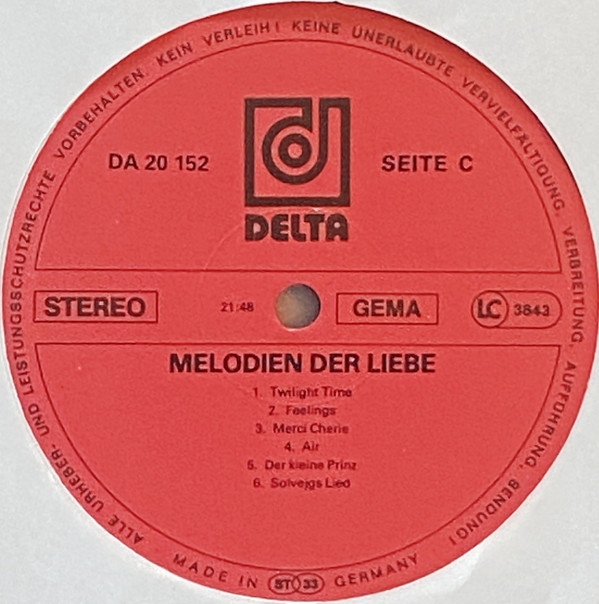 ALLE URHEBER- UND LEISTUNGSSCHUTZRECHTE VORBEHALTEN. KEIN VERLEIH! KEINE UNERLAUBTE VERVIELFÄLTIGUNG, VERBREITUNG, AUFFÜHRUNG, SENDUNG!
DA 20 152
DELTA
SEITE C
STEREO
21:48
GEMA
LC 3843
MELODIEN DER LIEBE
1. Twilight Time
2. Feelings
3. Merci Cherie
4. Air
5. Der kleine Prinz
6. Solvejgs Lied
· MADE IN ST 33 GERMANY ·